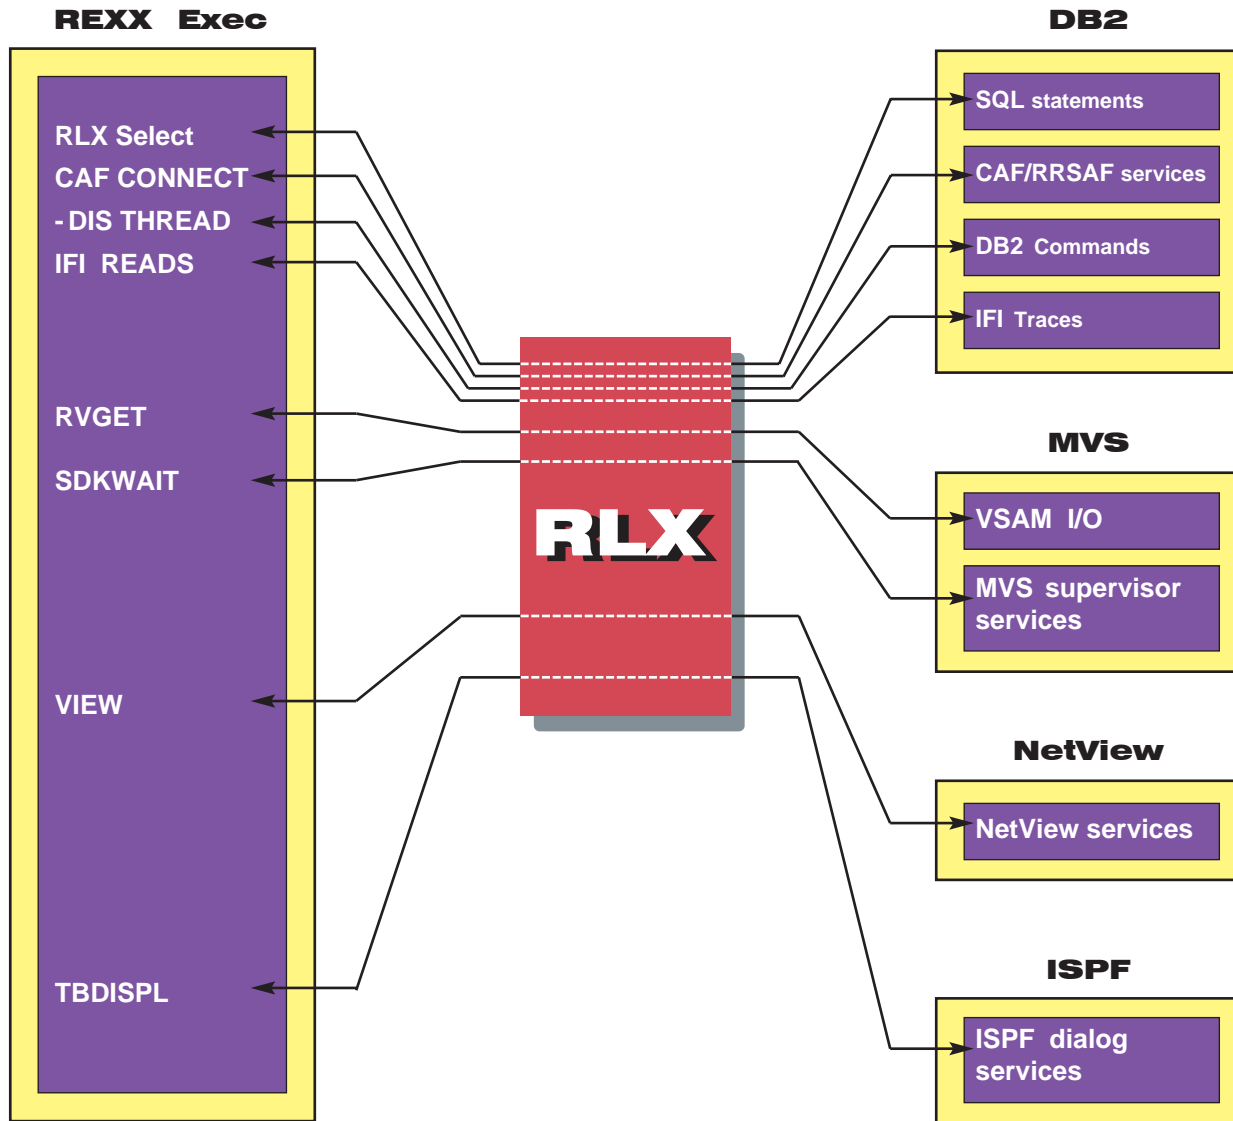 REXX Exec
RLX Select
CAF CONNECT
- DIS THREAD
IFI READS
RVGET
SDKWAIT
VIEW
TBDISPL
RLX
DB2
SQL statements
CAF/RRSAF services
DB2 Commands
IFI Traces
MVS
VSAM I/O
MVS supervisor
services
NetView
NetView services
ISPF
ISPF dialog
services